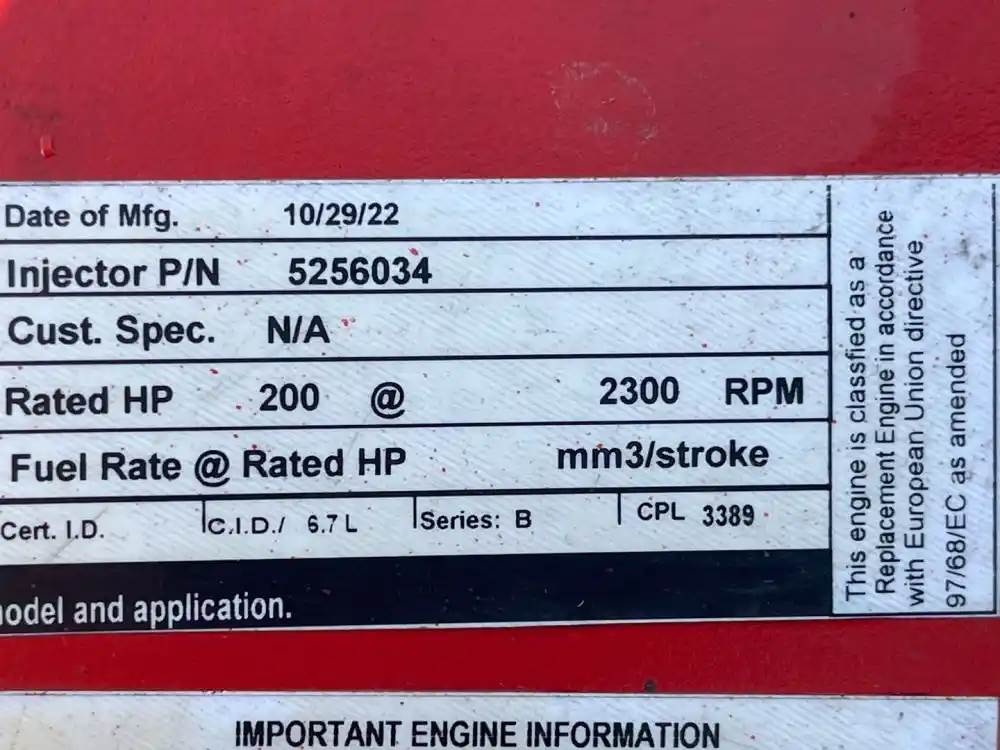 Date of Mfg. 10/29/22
Injector P/N 5256034
Cust. Spec. N/A
Rated HP 200 @ 2300 RPM
Fuel Rate @ Rated HP mm3/stroke
Cert. I.D. C.I.D./ 6.7 L Series: B CPL 3389
model and application.
This engine is classfied as a
Replacement Engine in accordance
with European Union directive
97/68/EC as amended
IMPORTANT ENGINE INFORMATION